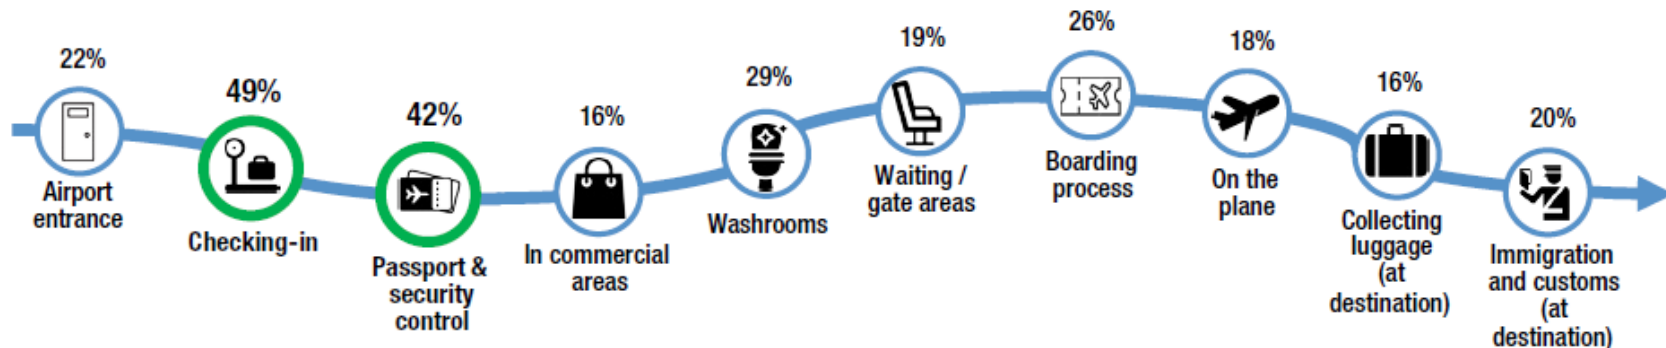 22%
Airport
entrance
49%
Checking-in
42%
Passport &
security
control
16%
In commercial
areas
29%
Washrooms
19%
Waiting /
gate areas
26%
Boarding
process
18%
On the
plane
16%
Collecting
luggage
(at
destination)
20%
Immigration
and customs
(at
destination)